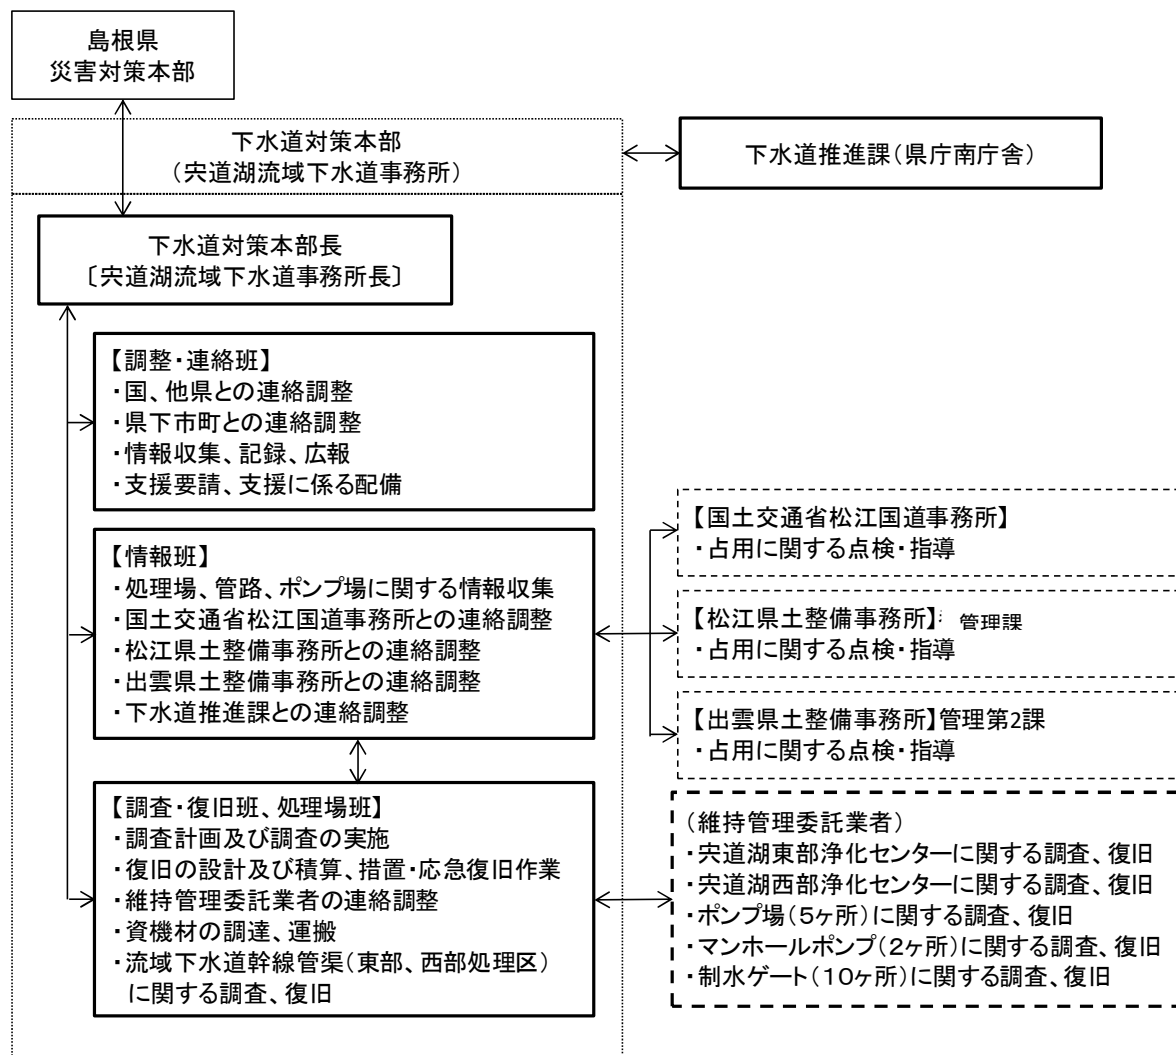 島根県
災害対策本部
下水道対策本部
（宍道湖流域下水道事務所）
下水道推進課（県庁南庁舎）
下水道対策本部長
〔宍道湖流域下水道事務所長〕
【調整・連絡班】
・国、他県との連絡調整
・県下市町との連絡調整
・情報収集、記録、広報
・支援要請、支援に係る配備
【情報班】
・処理場、管路、ポンプ場に関する情報収集
・国土交通省松江国道事務所との連絡調整
・松江県土整備事務所との連絡調整
・出雲県土整備事務所との連絡調整
・下水道推進課との連絡調整
【国土交通省松江国道事務所】
・占用に関する点検・指導
【松江県土整備事務所】 管理課
・占用に関する点検・指導
【出雲県土整備事務所】管理第2課
・占用に関する点検・指導
【調査・復旧班、処理場班】
・調査計画及び調査の実施
・復旧の設計及び積算、措置・応急復旧作業
・維持管理委託業者の連絡調整
・資機材の調達、運搬
・流域下水道幹線管渠（東部、西部処理区）
に関する調査、復旧
（維持管理委託業者）
・宍道湖東部浄化センターに関する調査、復旧
・宍道湖西部浄化センターに関する調査、復旧
・ポンプ場（５ヶ所）に関する調査、復旧
・マンホールポンプ（２ヶ所）に関する調査、復旧
・制水ゲート（１０ヶ所）に関する調査、復旧